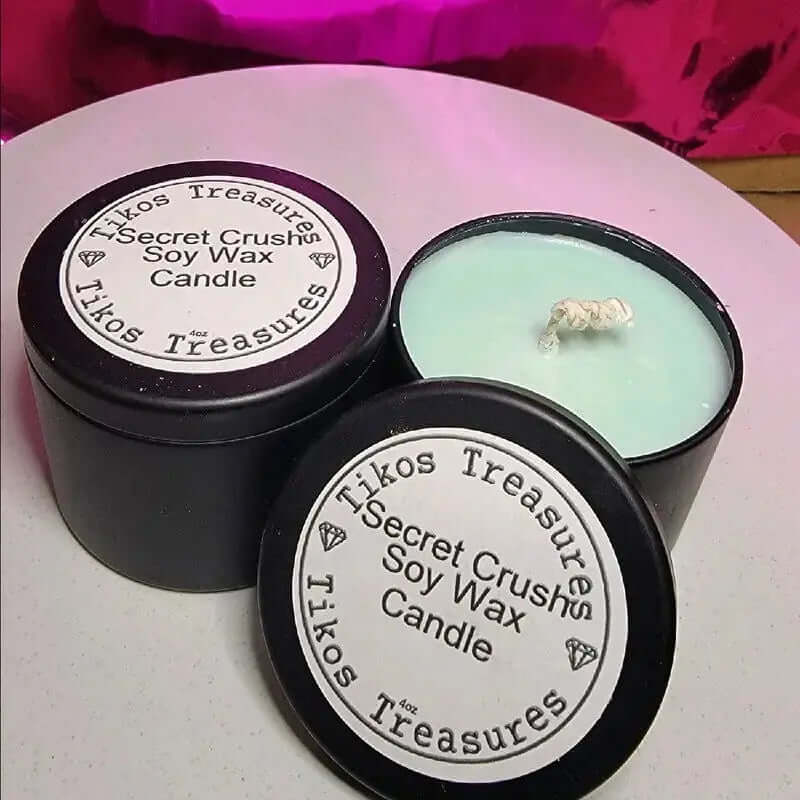 Tikos Treasures
Secret Crush
Soy Wax
Candle
4oz
Tikos Treasures
Tikos Treasures
Secret Crush
Soy Wax
Candle
4oz
Tikos Treasures